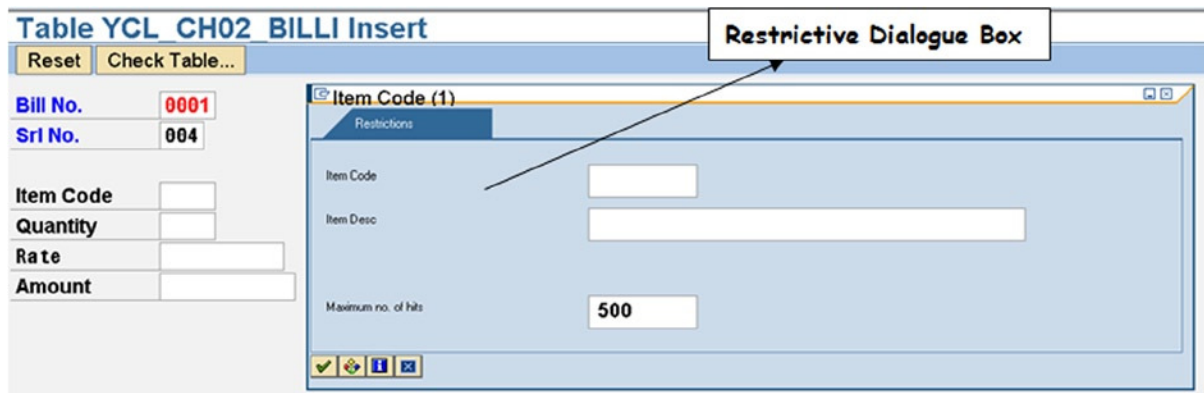 Table YCL_CH02_BILLI Insert
Restrictive Dialogue Box
Reset Check Table...
Bill No. 0001
Srl No. 004
Item Code
Quantity
Rate
Amount
Item Code (1)
Restrictions
Item Code
Item Desc
Maximum no. of hits 500